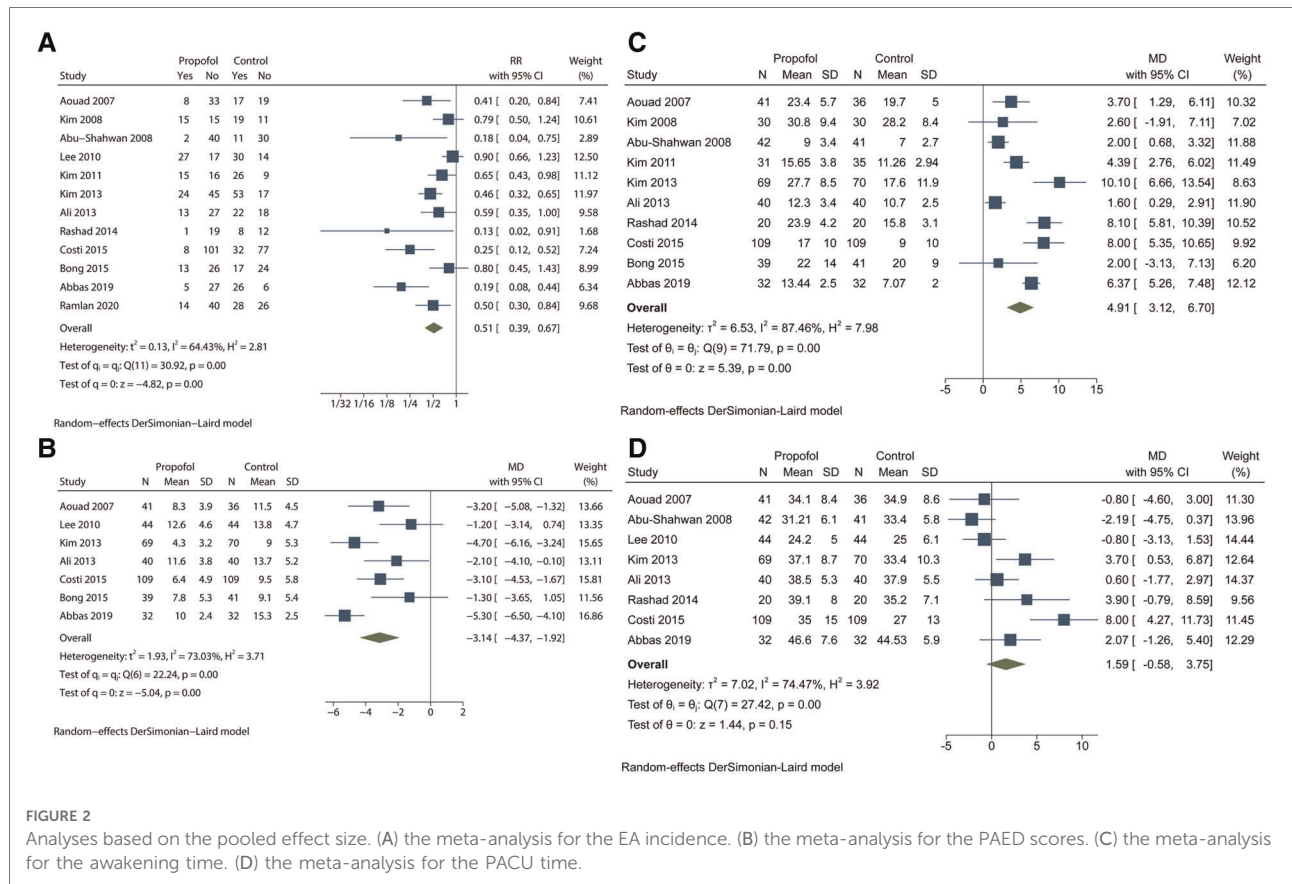 A
Propofol Control RR Weight
Study Yes No Yes No with 95% CI (%)
Aouad 2007 8 33 17 19 0.41 [ 0.20, 0.84] 7.41
Kim 2008 15 15 19 11 0.79 [ 0.50, 1.24] 10.61
Abu−Shahwan 2008 2 40 11 30 0.18 [ 0.04, 0.75] 2.89
Lee 2010 27 17 30 14 0.90 [ 0.66, 1.23] 12.50
Kim 2011 15 16 26 9 0.65 [ 0.43, 0.98] 11.12
Kim 2013 24 45 53 17 0.46 [ 0.32, 0.65] 11.97
Ali 2013 13 27 22 18 0.59 [ 0.35, 1.00] 9.58
Rashad 2014 1 19 8 12 0.13 [ 0.02, 0.91] 1.68
Costi 2015 8 101 32 77 0.25 [ 0.12, 0.52] 7.24
Bong 2015 13 26 17 24 0.80 [ 0.45, 1.43] 8.99
Abbas 2019 5 27 26 6 0.19 [ 0.08, 0.44] 6.34
Ramlan 2020 14 40 28 26 0.50 [ 0.30, 0.84] 9.68
Overall 0.51 [ 0.39, 0.67]
Heterogeneity: t² = 0.13, I² = 64.43%, H² = 2.81
Test of qᵢ = qⱼ: Q(11) = 30.92, p = 0.00
Test of q = 0: z = −4.82, p = 0.00
1/32 1/16 1/8 1/4 1/2 1
Random−effects DerSimonian−Laird model
B
Propofol Control MD Weight
Study N Mean SD N Mean SD with 95% CI (%)
Aouad 2007 41 8.3 3.9 36 11.5 4.5 −3.20 [ −5.08, −1.32] 13.66
Lee 2010 44 12.6 4.6 44 13.8 4.7 −1.20 [ −3.14, 0.74] 13.35
Kim 2013 69 4.3 3.2 70 9 5.3 −4.70 [ −6.16, −3.24] 15.65
Ali 2013 40 11.6 3.8 40 13.7 5.2 −2.10 [ −4.10, −0.10] 13.11
Costi 2015 109 6.4 4.9 109 9.5 5.8 −3.10 [ −4.53, −1.67] 15.81
Bong 2015 39 7.8 5.3 41 9.1 5.4 −1.30 [ −3.65, 1.05] 11.56
Abbas 2019 32 10 2.4 32 15.3 2.5 −5.30 [ −6.50, −4.10] 16.86
Overall −3.14 [ −4.37, −1.92]
Heterogeneity: t² = 1.93, I² = 73.03%, H² = 3.71
Test of qᵢ = qⱼ: Q(6) = 22.24, p = 0.00
Test of q = 0: z = −5.04, p = 0.00
−6 −4 −2 0 2
Random−effects DerSimonian−Laird model
C
Propofol Control MD Weight
Study N Mean SD N Mean SD with 95% CI (%)
Aouad 2007 41 23.4 5.7 36 19.7 5 3.70 [ 1.29, 6.11] 10.32
Kim 2008 30 30.8 9.4 30 28.2 8.4 2.60 [ -1.91, 7.11] 7.02
Abu-Shahwan 2008 42 9 3.4 41 7 2.7 2.00 [ 0.68, 3.32] 11.88
Kim 2011 31 15.65 3.8 35 11.26 2.94 4.39 [ 2.76, 6.02] 11.49
Kim 2013 69 27.7 8.5 70 17.6 11.9 10.10 [ 6.66, 13.54] 8.63
Ali 2013 40 12.3 3.4 40 10.7 2.5 1.60 [ 0.29, 2.91] 11.90
Rashad 2014 20 23.9 4.2 20 15.8 3.1 8.10 [ 5.81, 10.39] 10.52
Costi 2015 109 17 10 109 9 10 8.00 [ 5.35, 10.65] 9.92
Bong 2015 39 22 14 41 20 9 2.00 [ -3.13, 7.13] 6.20
Abbas 2019 32 13.44 2.5 32 7.07 2 6.37 [ 5.26, 7.48] 12.12
Overall 4.91 [ 3.12, 6.70]
Heterogeneity: τ² = 6.53, I² = 87.46%, H² = 7.98
Test of θᵢ = θⱼ: Q(9) = 71.79, p = 0.00
Test of θ = 0: z = 5.39, p = 0.00
-5 0 5 10 15
Random-effects DerSimonian-Laird model
D
Propofol Control MD Weight
Study N Mean SD N Mean SD with 95% CI (%)
Aouad 2007 41 34.1 8.4 36 34.9 8.6 -0.80 [ -4.60, 3.00] 11.30
Abu-Shahwan 2008 42 31.21 6.1 41 33.4 5.8 -2.19 [ -4.75, 0.37] 13.96
Lee 2010 44 24.2 5 44 25 6.1 -0.80 [ -3.13, 1.53] 14.44
Kim 2013 69 37.1 8.7 70 33.4 10.3 3.70 [ 0.53, 6.87] 12.64
Ali 2013 40 38.5 5.3 40 37.9 5.5 0.60 [ -1.77, 2.97] 14.37
Rashad 2014 20 39.1 8 20 35.2 7.1 3.90 [ -0.79, 8.59] 9.56
Costi 2015 109 35 15 109 27 13 8.00 [ 4.27, 11.73] 11.45
Abbas 2019 32 46.6 7.6 32 44.53 5.9 2.07 [ -1.26, 5.40] 12.29
Overall 1.59 [ -0.58, 3.75]
Heterogeneity: τ² = 7.02, I² = 74.47%, H² = 3.92
Test of θᵢ = θⱼ: Q(7) = 27.42, p = 0.00
Test of θ = 0: z = 1.44, p = 0.15
-5 0 5 10
Random-effects DerSimonian-Laird model
FIGURE 2
Analyses based on the pooled effect size. (A) the meta-analysis for the EA incidence. (B) the meta-analysis for the PAED scores. (C) the meta-analysis
for the awakening time. (D) the meta-analysis for the PACU time.